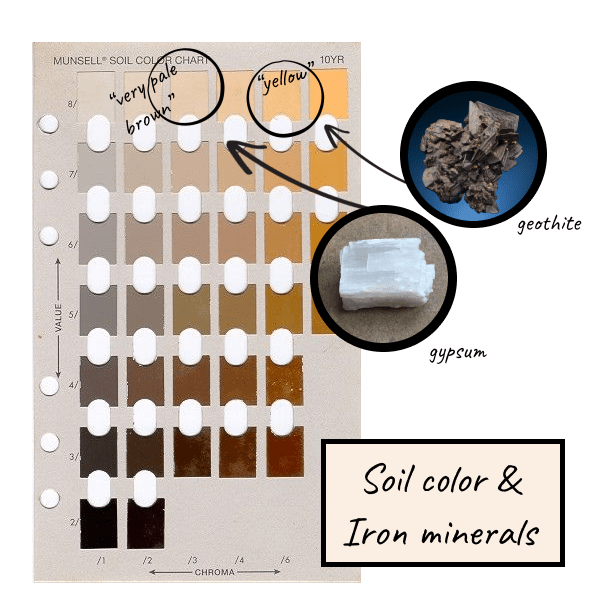 MUNSELL® SOIL COLOR CHART
10YR
"very pale
brown"
"yellow"
8/
7/
6/
5/
4/
3/
2/
VALUE
geothite
gypsum
Soil color &
Iron minerals
/1 /2 /3 /4 /6
CHROMA